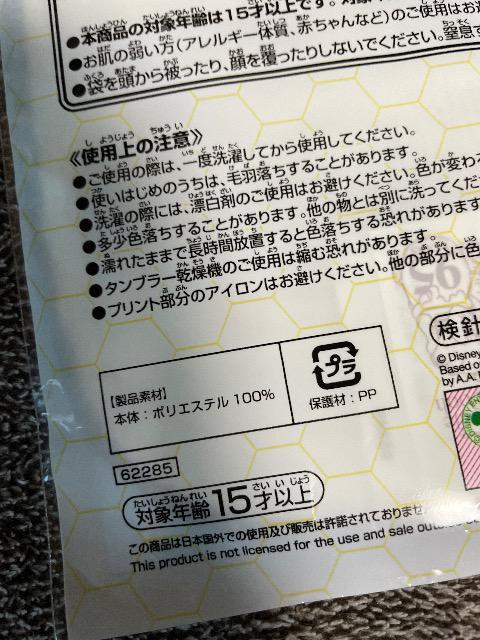 本商品の対象年齢は15才以上です。
お肌の弱い方(アレルギー体質、赤ちゃんなど)のご使用はお避
袋を頭から被ったり、顔を覆ったりしないでください。窒息す
《使用上の注意》
●ご使用の際は、一度洗濯してから使用してください。
●使いはじめのうちは、毛羽落ちすることがあります。
●洗濯の際には、漂白剤のご使用はお避けください。色が変わ
●多少色落ちすることがあります。他の物とは別に洗ってくだ
●濡れたままで長時間放置すると色落ちする恐れがあります
●タンブラー乾燥機のご使用は縮む恐れがあります。
●プリント部分のアイロンはお避けください。他の部分に色
検針
© Disney
Based o
by A.A.
【製品素材】
本体：ポリエステル 100%
プラ
保護材：PP
62285
対象年齢15才以上
この商品は日本国外での使用及び販売は許諾されておりませ
This product is not licensed for the use and sale